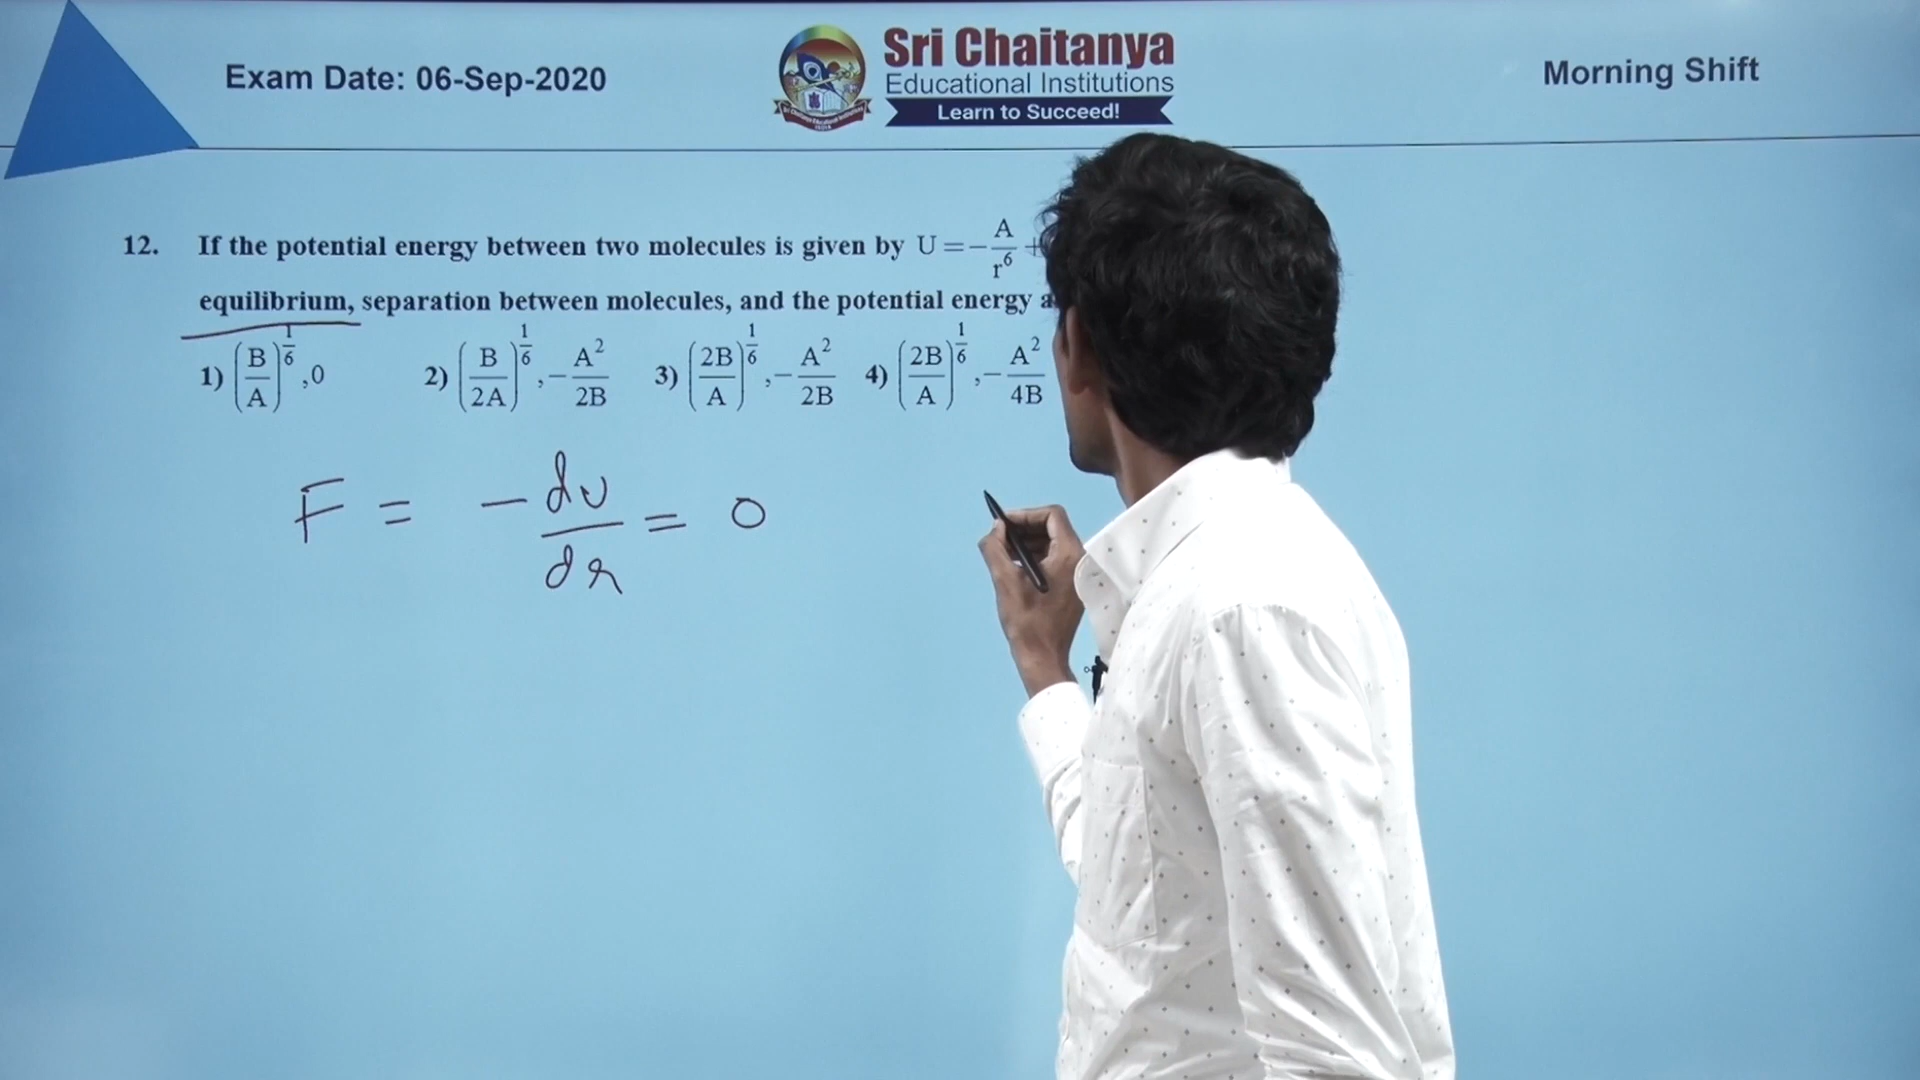 Exam Date: 06-Sep-2020
Sri Chaitanya
Educational Institutions
Learn to Succeed!
Morning Shift
12. If the potential energy between two molecules is given by U = -A/r⁶ +
equilibrium, separation between molecules, and the potential energy
1) (B/A)^(1/6), 0 2) (B/2A)^(1/6), -A²/2B 3) (2B/A)^(1/6), -A²/2B 4) (2B/A)^(1/6), -A²/4B
F = - du/dr = 0